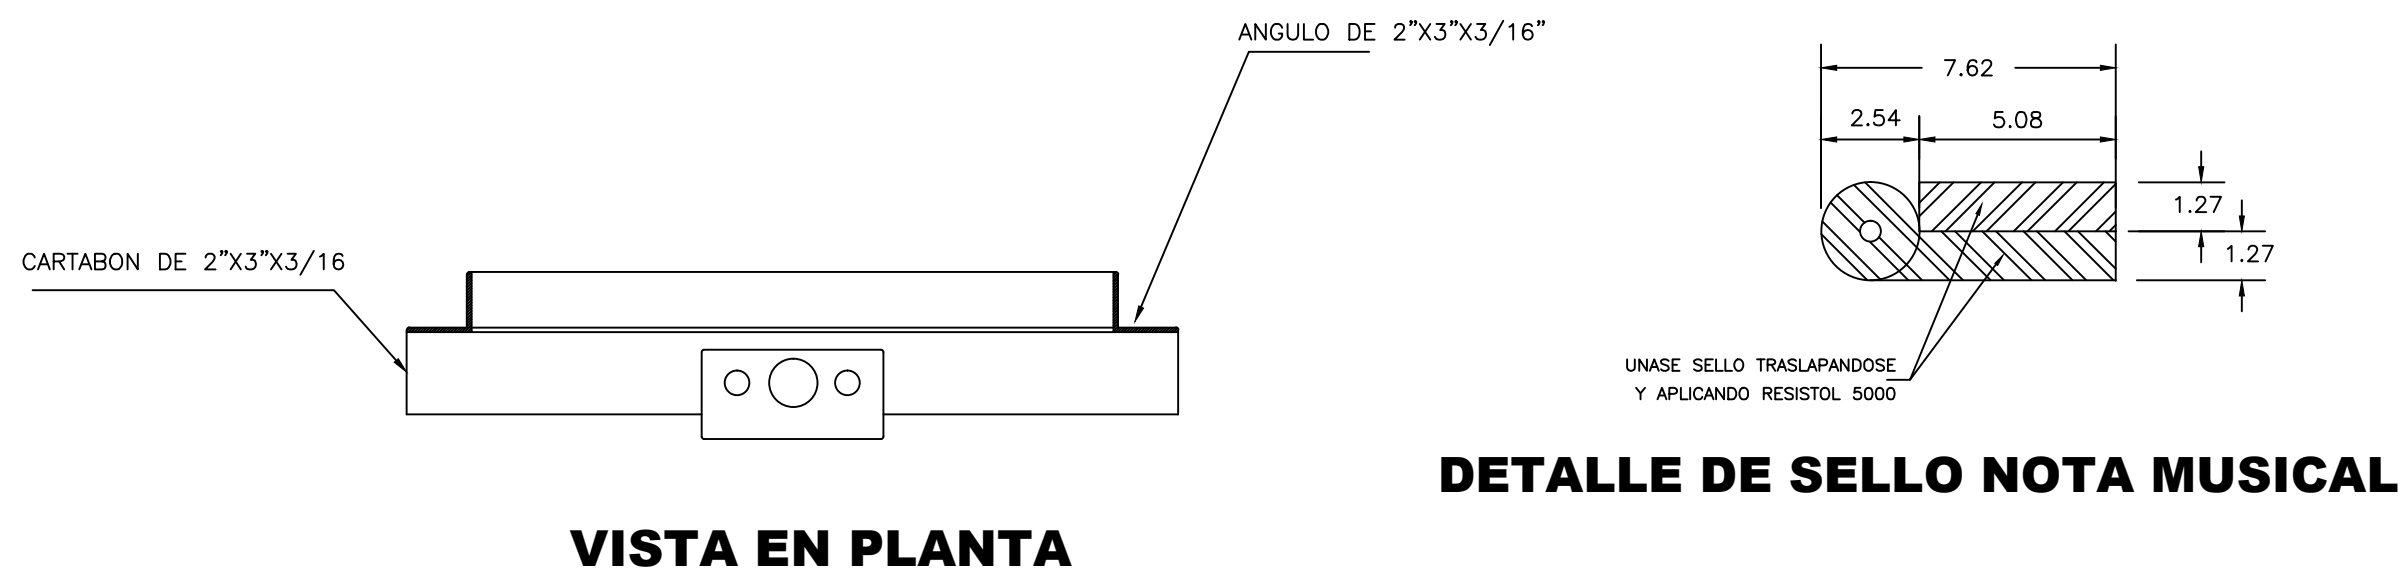 ANGULO DE 2”X3”X3/16”
CARTABON DE 2”X3”X3/16
VISTA EN PLANTA
7.62
2.54
5.08
1.27
1.27
UNASE SELLO TRASLAPANDOSE
Y APLICANDO RESISTOL 5000
DETALLE DE SELLO NOTA MUSICAL